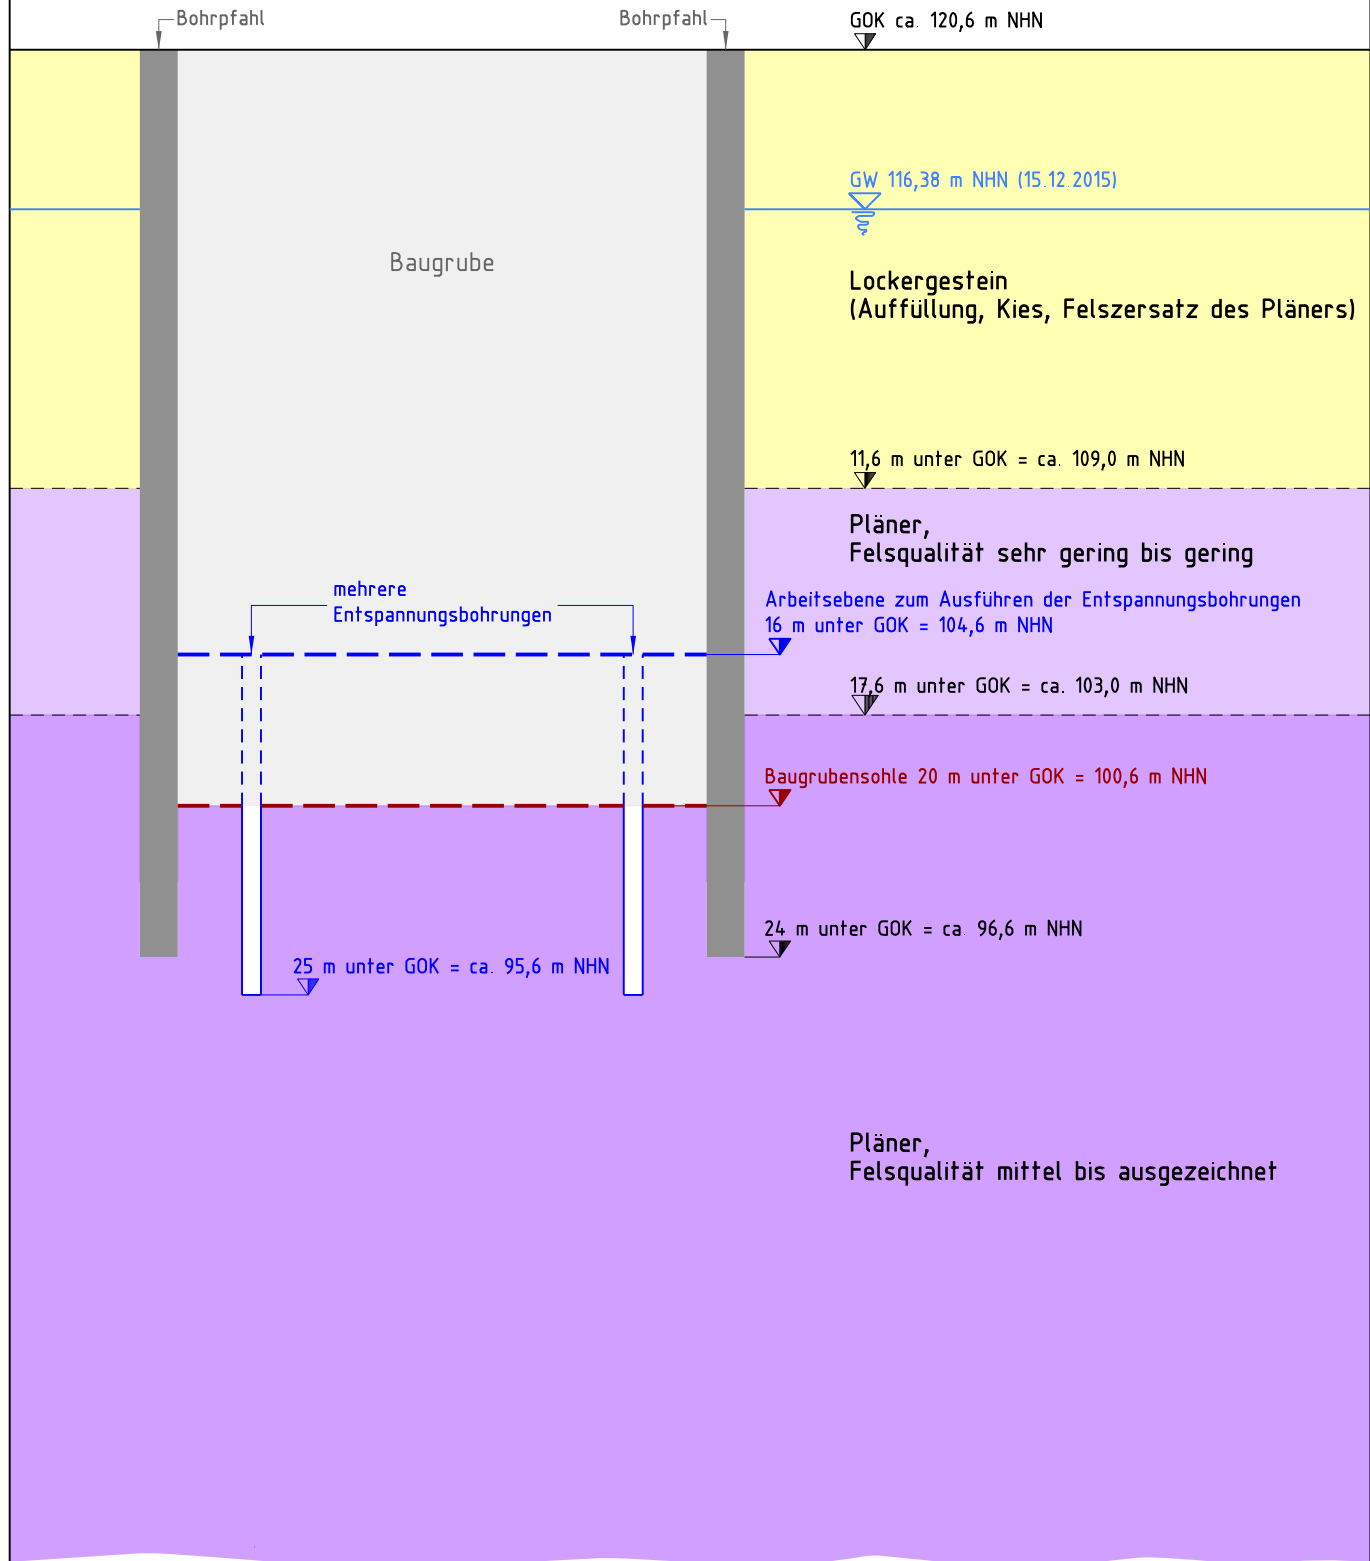 Bohrpfahl
Bohrpfahl
GOK ca. 120,6 m NHN
GW 116,38 m NHN (15.12.2015)
Baugrube
Lockergestein
(Auffüllung, Kies, Felszersatz des Pläners)
11,6 m unter GOK = ca. 109,0 m NHN
Pläner,
Felsqualität sehr gering bis gering
mehrere
Entspannungsbohrungen
Arbeitsebene zum Ausführen der Entspannungsbohrungen
16 m unter GOK = 104,6 m NHN
17,6 m unter GOK = ca. 103,0 m NHN
Baugrubensohle 20 m unter GOK = 100,6 m NHN
24 m unter GOK = ca. 96,6 m NHN
25 m unter GOK = ca. 95,6 m NHN
Pläner,
Felsqualität mittel bis ausgezeichnet